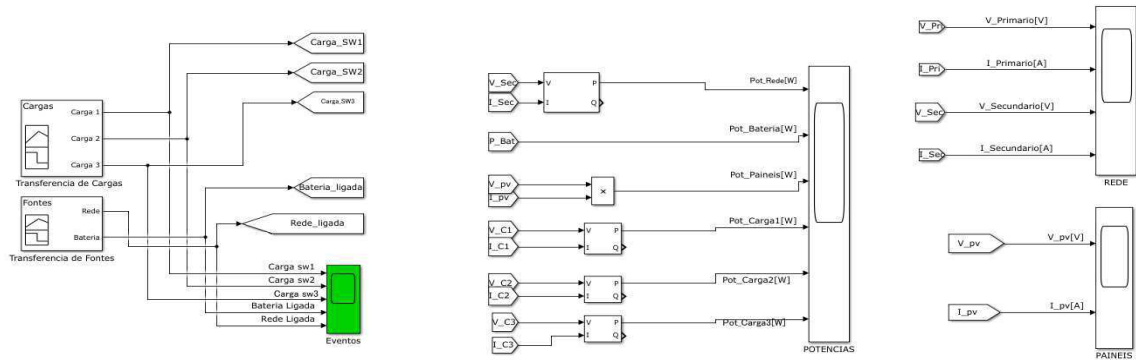 Cargas
Carga 1
Carga 2
Carga 3
Transferencia de Cargas
Fontes
Rede
Bateria
Transferencia de Fontes
Carga_SW1
Carga_SW2
Carga_SW3
Bateria_ligada
Rede_ligada
Carga sw1
Carga sw2
Carga sw3
Bateria Ligada
Rede Ligada
Eventos
V_Sec
I_Sec
V
I
P
Q
Pot_Rede[W]
P_Bat
Pot_Bateria[W]
V_pv
I_pv
×
Pot_Paineis[W]
V_C1
I_C1
V
I
P
Q
Pot_Carga1[W]
V_C2
I_C2
V
I
P
Q
Pot_Carga2[W]
V_C3
I_C3
V
I
P
Q
Pot_Carga3[W]
POTENCIAS
V_Pri
V_Primario[V]
I_Pri
I_Primario[A]
V_Sec
V_Secundario[V]
I_Sec
I_Secundario[A]
REDE
V_pv
V_pv[V]
I_pv
I_pv[A]
PAINEIS